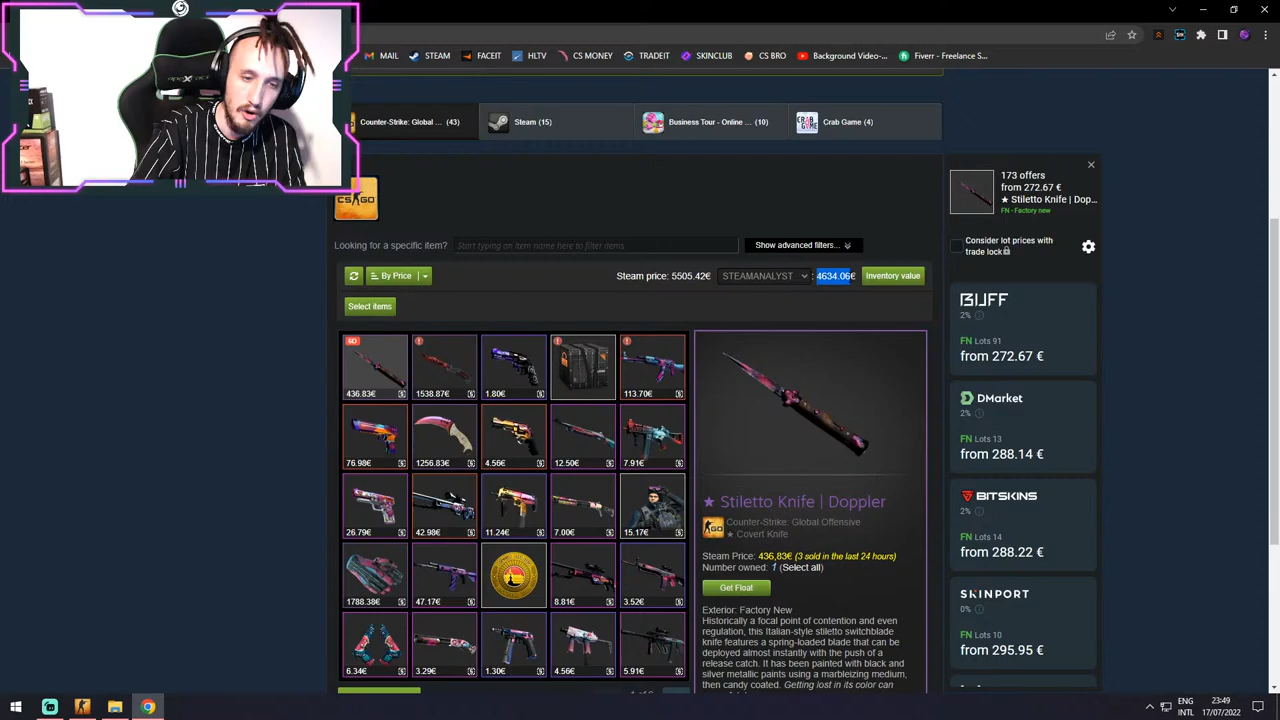 MAIL
STEAM
FACEIT
HLTV
CS MONEY
TRADEIT
SKINCLUB
CS BRO
Background Video-...
Fiverr - Freelance S...
Counter-Strike: Global ... (43)
Steam (15)
Business Tour - Online ... (10)
Crab Game (4)
CS GO
173 offers
from 272.67 €
★ Stiletto Knife | Dop...
FN - Factory new
Looking for a specific item?
Start typing an item name here to filter items
Show advanced filters...
Consider lot prices with
trade lock
By Price
Steam price: 5505.42€
STEAMANALYST
: 4634.06€
Inventory value
Select items
BUFF
2%
FN Lots 91
from 272.67 €
6D
436.83€
1538.87€
1.80€
113.70€
DMarket
2%
FN Lots 13
from 288.14 €
76.98€
1256.83€
4.56€
12.50€
7.91€
BITSKINS
2%
FN Lots 14
from 288.22 €
26.79€
42.98€
11.24€
7.00€
15.17€
★ Stiletto Knife | Doppler
Counter-Strike: Global Offensive
★ Covert Knife
Steam Price: 436,83€ (3 sold in the last 24 hours)
Number owned: 1 (Select all)
Get Float
SKINPORT
0%
FN Lots 10
from 295.95 €
1788.38€
47.17€
8.81€
3.52€
Exterior: Factory New
Historically a focal point of contention and even
regulation, this Italian-style stiletto switchblade
knife features a spring-loaded blade that can be
deployed almost instantly with the push of a
release catch. It has been painted with black and
silver metallic paints using a marbleizing medium,
then candy coated. Getting lost in its color can
6.34€
3.29€
1.30€
4.56€
5.91€
ENG
INTL
23:49
17/07/2022